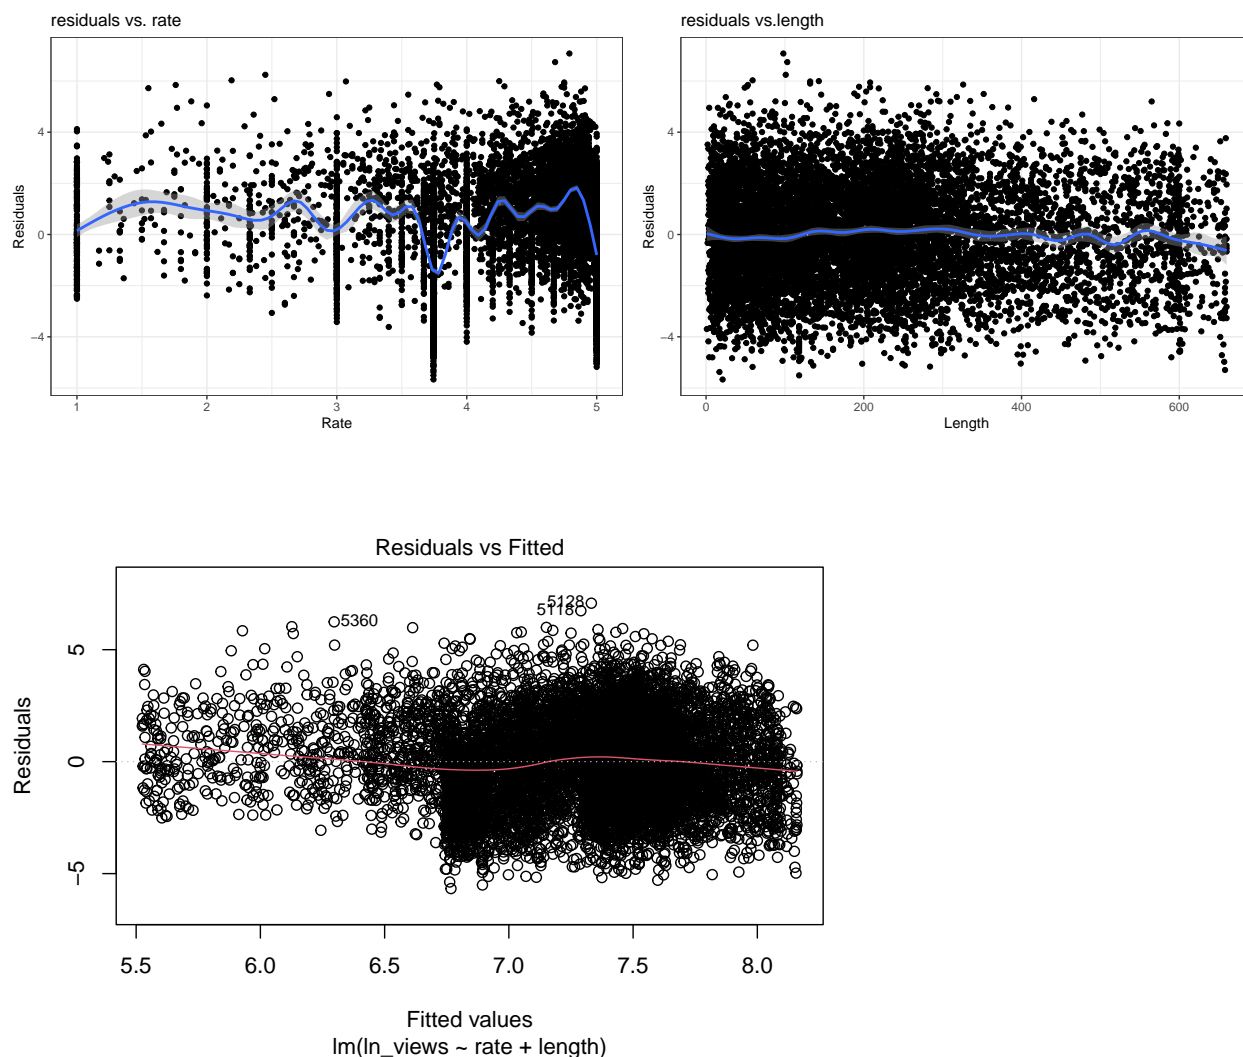 residuals vs. rate
Residuals
4
0
−4
1 2 3 4 5
Rate
residuals vs.length
Residuals
4
0
−4
0 200 400 600
Length
Residuals vs Fitted
Residuals
5
0
−5
5360
5128
5118
5.5 6.0 6.5 7.0 7.5 8.0
Fitted values
lm(ln_views ~ rate + length)